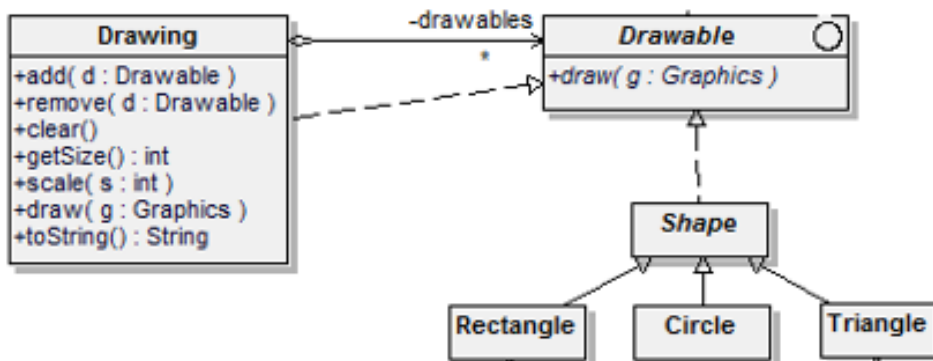 Drawing
+add( d : Drawable )
+remove( d : Drawable )
+clear()
+getSize() : int
+scale( s : int )
+draw( g : Graphics )
+toString() : String
-drawables
*
Drawable
+draw( g : Graphics )
Shape
Rectangle
Circle
Triangle